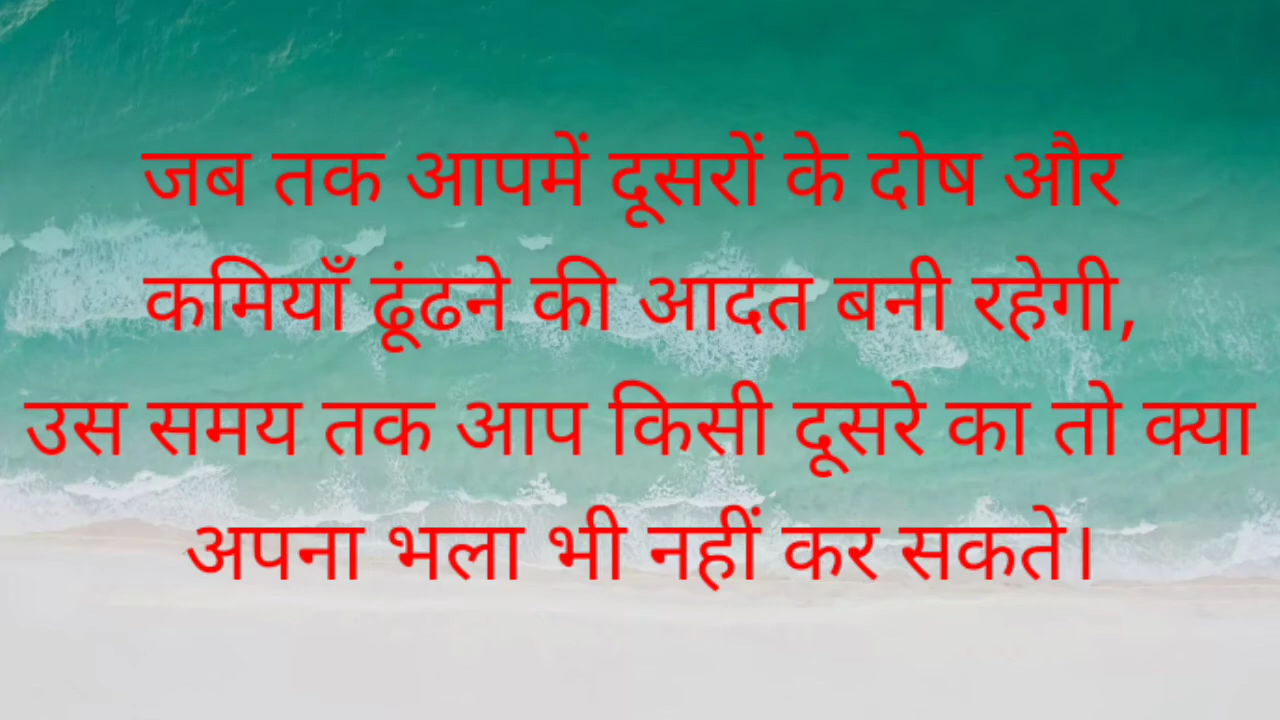 जब तक आपमें दूसरों के दोष और
कमियाँ ढूंढने की आदत बनी रहेगी,
उस समय तक आप किसी दूसरे का तो क्या
अपना भला भी नहीं कर सकते।